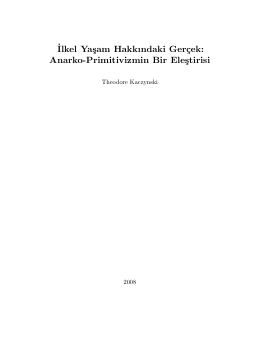 İlkel Yaşam Hakkındaki Gerçek:
Anarko-Primitivizmin Bir Eleştirisi
Theodore Kaczynski
2008